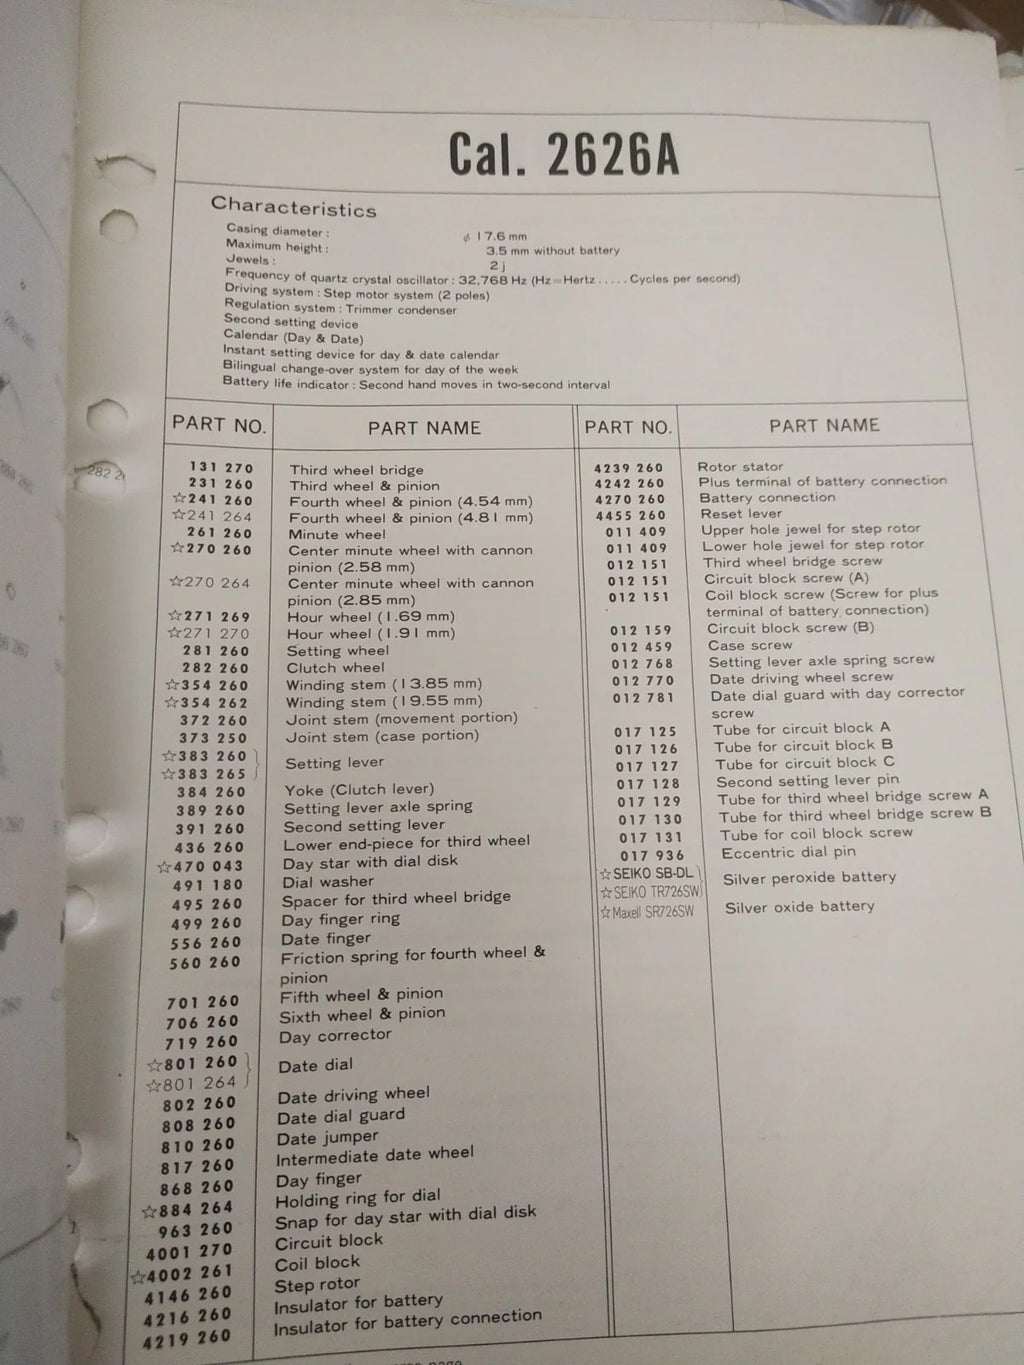 Cal. 2626A
Characteristics
Casing diameter : φ 17.6 mm
Maximum height : 3.5 mm without battery
Jewels : 2 j
Frequency of quartz crystal oscillator : 32,768 Hz (Hz=Hertz ..... Cycles per second)
Driving system : Step motor system (2 poles)
Regulation system : Trimmer condenser
Second setting device
Calendar (Day & Date)
Instant setting device for day & date calendar
Bilingual change-over system for day of the week
Battery life indicator : Second hand moves in two-second interval
PART NO. PART NAME
131 270 Third wheel bridge
231 260 Third wheel & pinion
☆241 260 Fourth wheel & pinion (4.54 mm)
☆241 264 Fourth wheel & pinion (4.81 mm)
261 260 Minute wheel
☆270 260 Center minute wheel with cannon
pinion (2.58 mm)
☆270 264 Center minute wheel with cannon
pinion (2.85 mm)
☆271 269 Hour wheel (1.69 mm)
☆271 270 Hour wheel (1.91 mm)
281 260 Setting wheel
282 260 Clutch wheel
☆354 260 Winding stem (13.85 mm)
☆354 262 Winding stem (19.55 mm)
372 260 Joint stem (movement portion)
373 250 Joint stem (case portion)
☆383 260
☆383 265 Setting lever
384 260 Yoke (Clutch lever)
389 260 Setting lever axle spring
391 260 Second setting lever
436 260 Lower end-piece for third wheel
☆470 043 Day star with dial disk
491 180 Dial washer
495 260 Spacer for third wheel bridge
499 260 Day finger ring
556 260 Date finger
560 260 Friction spring for fourth wheel &
pinion
701 260 Fifth wheel & pinion
706 260 Sixth wheel & pinion
719 260 Day corrector
☆801 260
☆801 264 Date dial
802 260 Date driving wheel
808 260 Date dial guard
810 260 Date jumper
817 260 Intermediate date wheel
868 260 Day finger
☆884 264 Holding ring for dial
963 260 Snap for day star with dial disk
4001 270 Circuit block
☆4002 261 Coil block
4146 260 Step rotor
4216 260 Insulator for battery
4219 260 Insulator for battery connection
PART NO. PART NAME
4239 260 Rotor stator
4242 260 Plus terminal of battery connection
4270 260 Battery connection
4455 260 Reset lever
011 409 Upper hole jewel for step rotor
011 409 Lower hole jewel for step rotor
012 151 Third wheel bridge screw
012 151 Circuit block screw (A)
012 151 Coil block screw (Screw for plus
terminal of battery connection)
012 159 Circuit block screw (B)
012 459 Case screw
012 768 Setting lever axle spring screw
012 770 Date driving wheel screw
012 781 Date dial guard with day corrector
screw
017 125 Tube for circuit block A
017 126 Tube for circuit block B
017 127 Tube for circuit block C
017 128 Second setting lever pin
017 129 Tube for third wheel bridge screw A
017 130 Tube for third wheel bridge screw B
017 131 Tube for coil block screw
017 936 Eccentric dial pin
☆SEIKO SB-DL
☆SEIKO TR726SW Silver peroxide battery
☆Maxell SR726SW Silver oxide battery